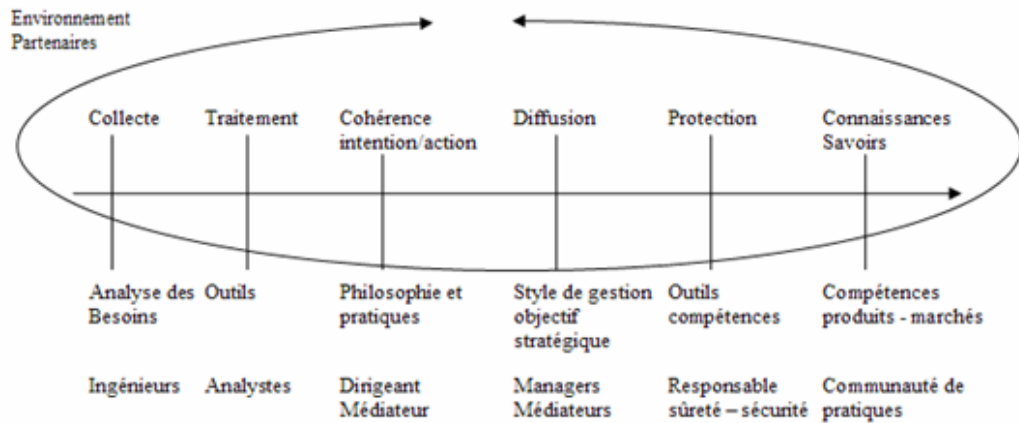 Environnement
Partenaires
Collecte
Traitement
Cohérence
intention/action
Diffusion
Protection
Connaissances
Savoirs
Analyse des
Besoins
Outils
Philosophie et
pratiques
Style de gestion
objectif
stratégique
Outils
compétences
Compétences
produits - marchés
Ingénieurs
Analystes
Dirigeant
Médiateur
Managers
Médiateurs
Responsable
sûreté – sécurité
Communauté de
pratiques